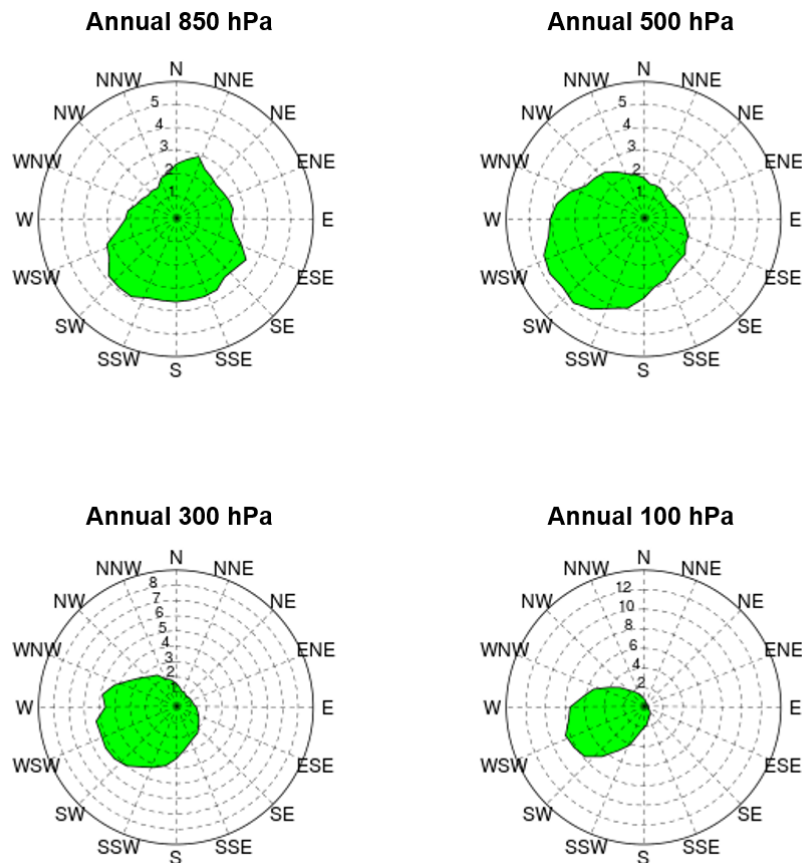 Annual 850 hPa
N
NNW
NNE
NW
NE
WNW
ENE
W
E
WSW
ESE
SW
SE
SSW
SSE
S
5
4
3
2
1
Annual 500 hPa
N
NNW
NNE
NW
NE
WNW
ENE
W
E
WSW
ESE
SW
SE
SSW
SSE
S
5
4
3
2
1
Annual 300 hPa
N
NNW
NNE
NW
NE
WNW
ENE
W
E
WSW
ESE
SW
SE
SSW
SSE
S
8
7
6
5
4
3
2
1
Annual 100 hPa
N
NNW
NNE
NW
NE
WNW
ENE
W
E
WSW
ESE
SW
SE
SSW
SSE
S
12
10
8
6
4
2